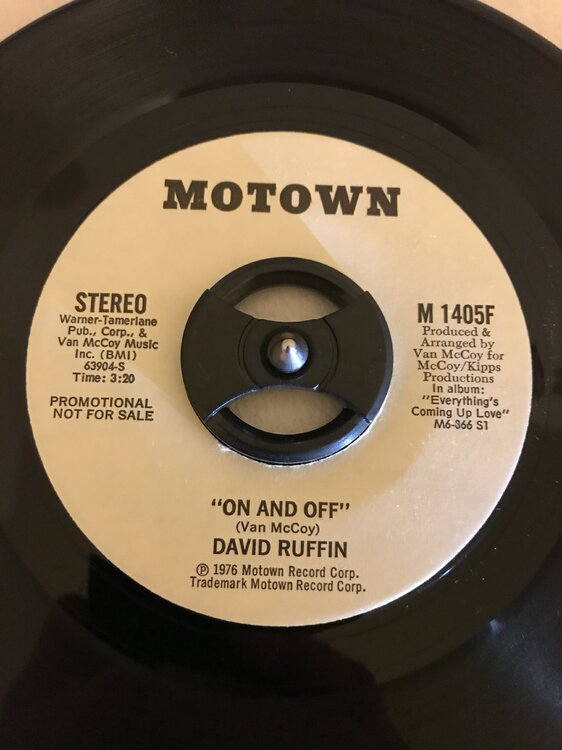 MOTOWN
STEREO
Warner-Tamerlane
Pub., Corp., &
Van McCoy Music
Inc. (BMI)
63904-S
Time: 3:20
PROMOTIONAL
NOT FOR SALE
M 1405F
Produced &
Arranged by
Van McCoy for
McCoy/Kipps
Productions
In album:
"Everything's
Coming Up Love"
M6-866 S1
"ON AND OFF"
(Van McCoy)
DAVID RUFFIN
℗ 1976 Motown Record Corp.
Trademark Motown Record Corp.